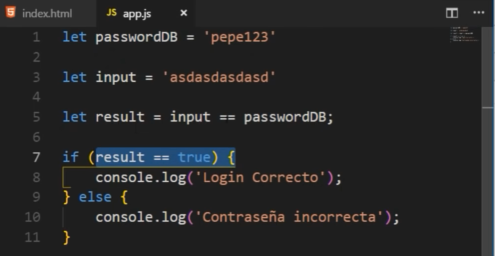 index.html JS app.js × ...
1 let passwordDB = 'pepe123'
2
3 let input = 'asdasdasdasd'
4
5 let result = input == passwordDB;
6
7 if (result == true) {
8 console.log('Login Correcto');
9 } else {
10 console.log('Contraseña incorrecta');
11 }